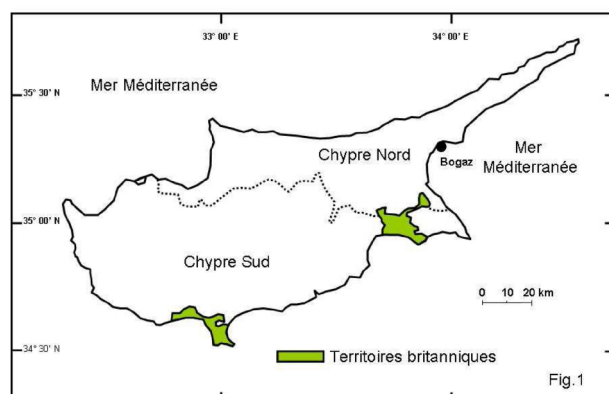 33° 00' E
34° 00' E
35° 30' N
Mer Méditerranée
Chypre Nord
Bogaz
Mer
Méditerranée
35° 00' N
Chypre Sud
0 10 20 km
34° 30' N
Territoires britanniques
Fig.1